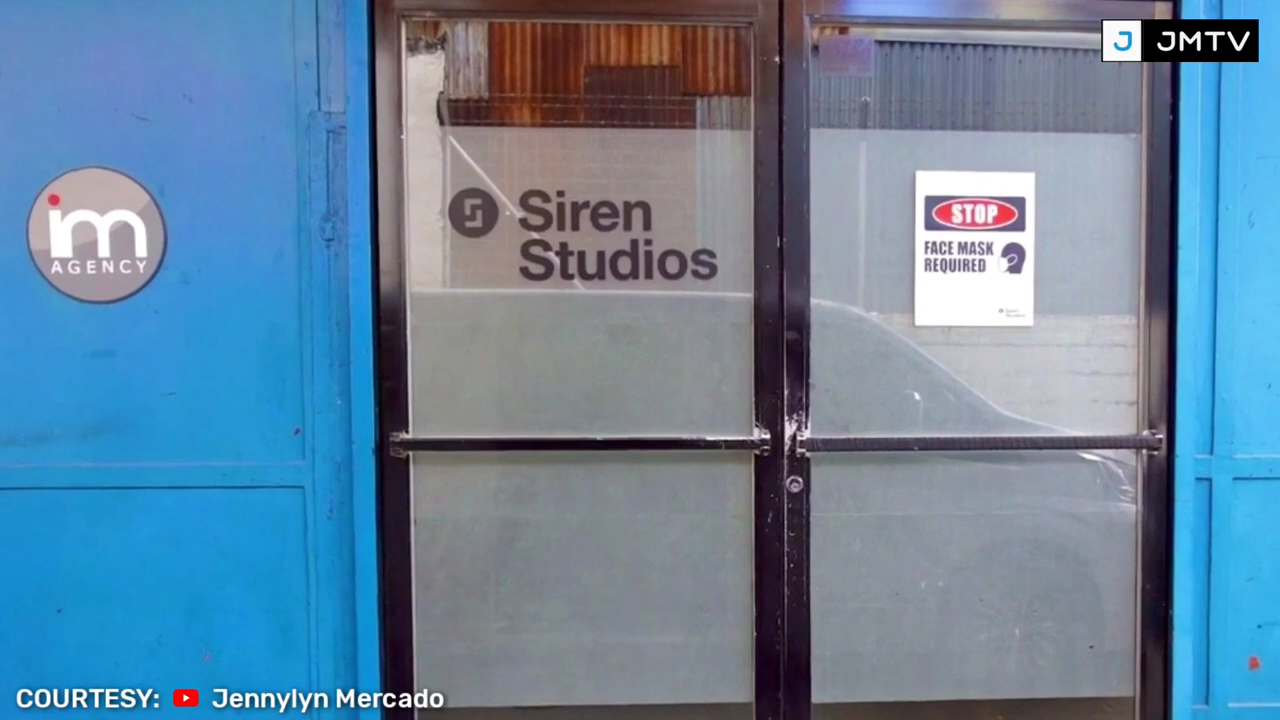 J JMTV
im
AGENCY
Siren
Studios
STOP
FACE MASK
REQUIRED
COURTESY: Jennylyn Mercado